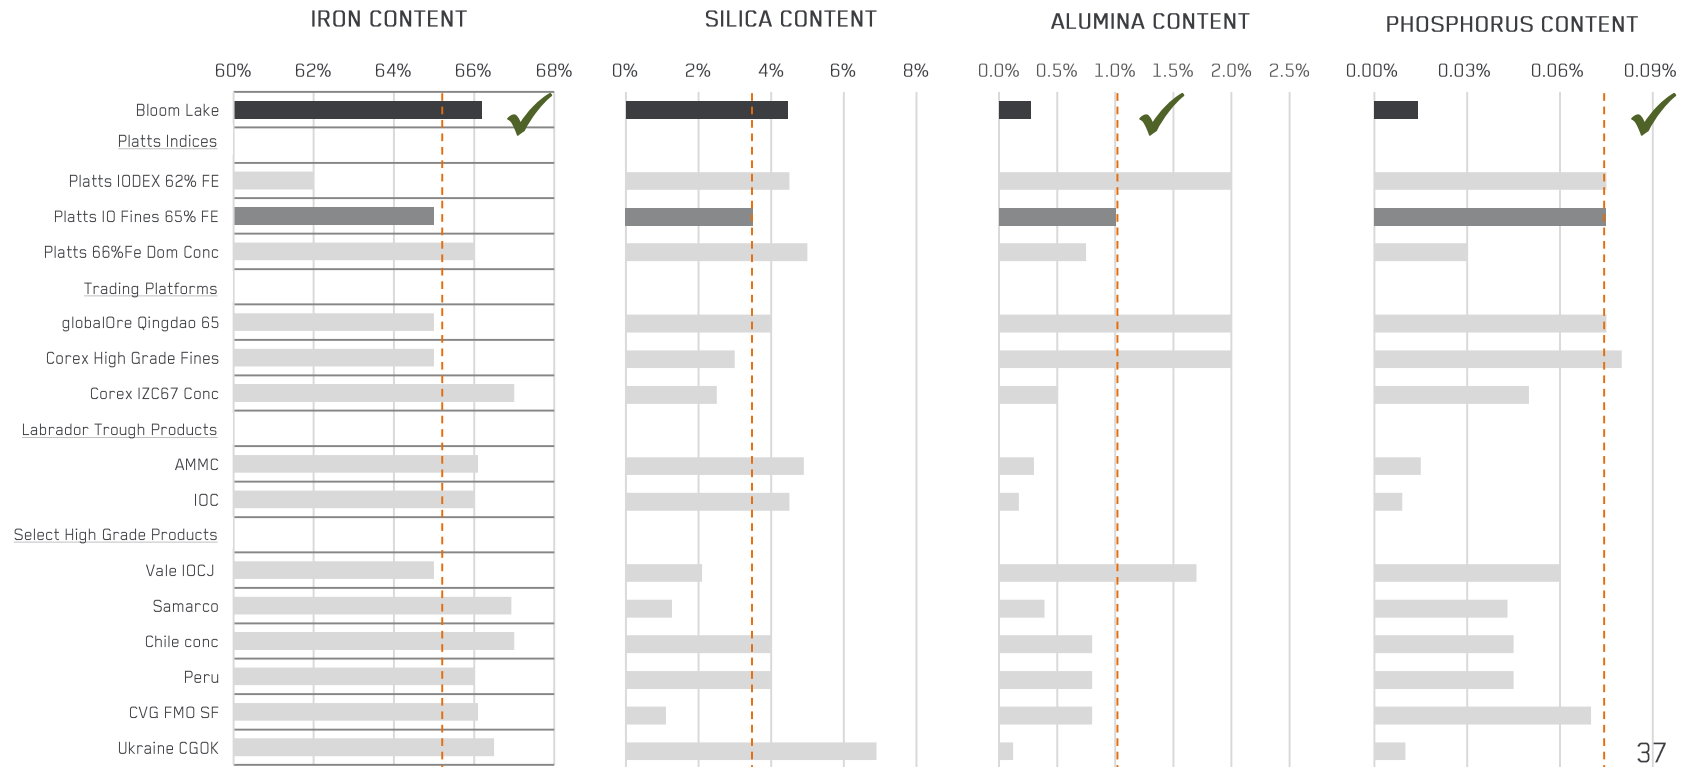 IRON CONTENT
SILICA CONTENT
ALUMINA CONTENT
PHOSPHORUS CONTENT
60% 62% 64% 66% 68%
0% 2% 4% 6% 8%
0.0% 0.5% 1.0% 1.5% 2.0% 2.5%
0.00% 0.03% 0.06% 0.09%
Bloom Lake
Platts Indices
Platts IODEX 62% FE
Platts IO Fines 65% FE
Platts 66%Fe Dom Conc
Trading Platforms
globalOre Qingdao 65
Corex High Grade Fines
Corex IZC67 Conc
Labrador Trough Products
AMMC
IOC
Select High Grade Products
Vale IOCJ
Samarco
Chile conc
Peru
CVG FMO SF
Ukraine CGOK
37